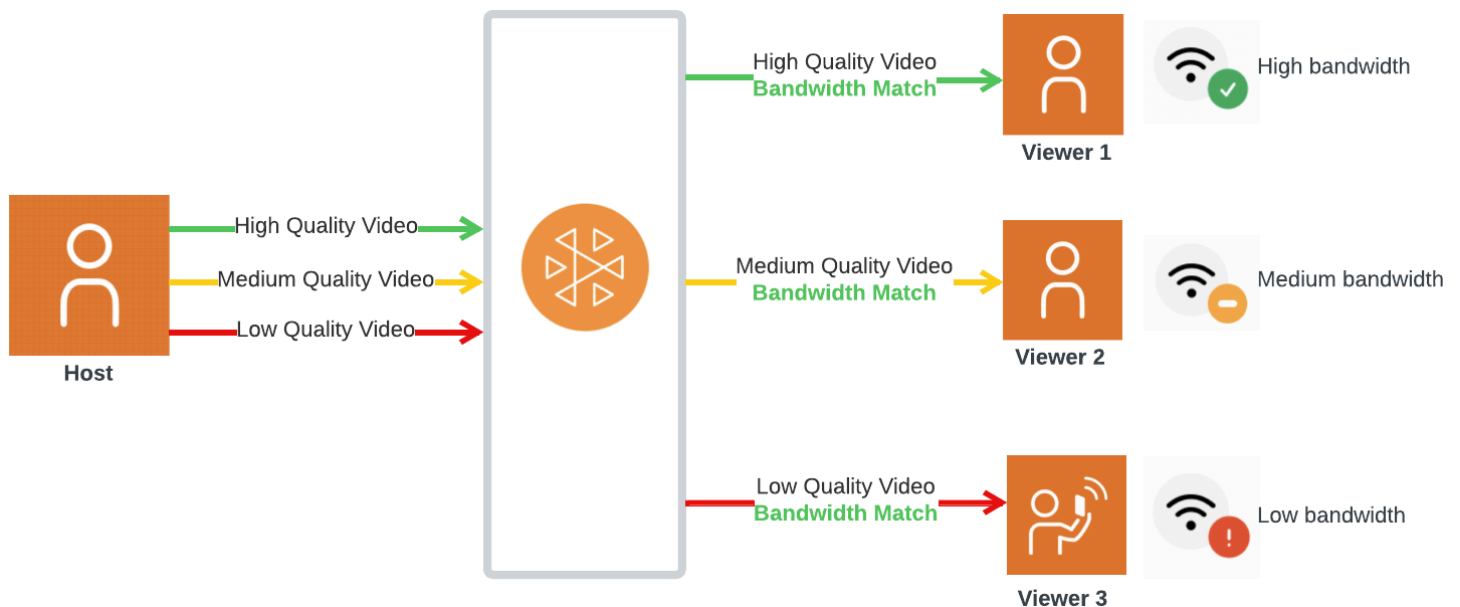 High Quality Video
Bandwidth Match
High bandwidth
Viewer 1
High Quality Video
Medium Quality Video
Low Quality Video
Host
Medium Quality Video
Bandwidth Match
Medium bandwidth
Viewer 2
Low Quality Video
Bandwidth Match
Low bandwidth
Viewer 3